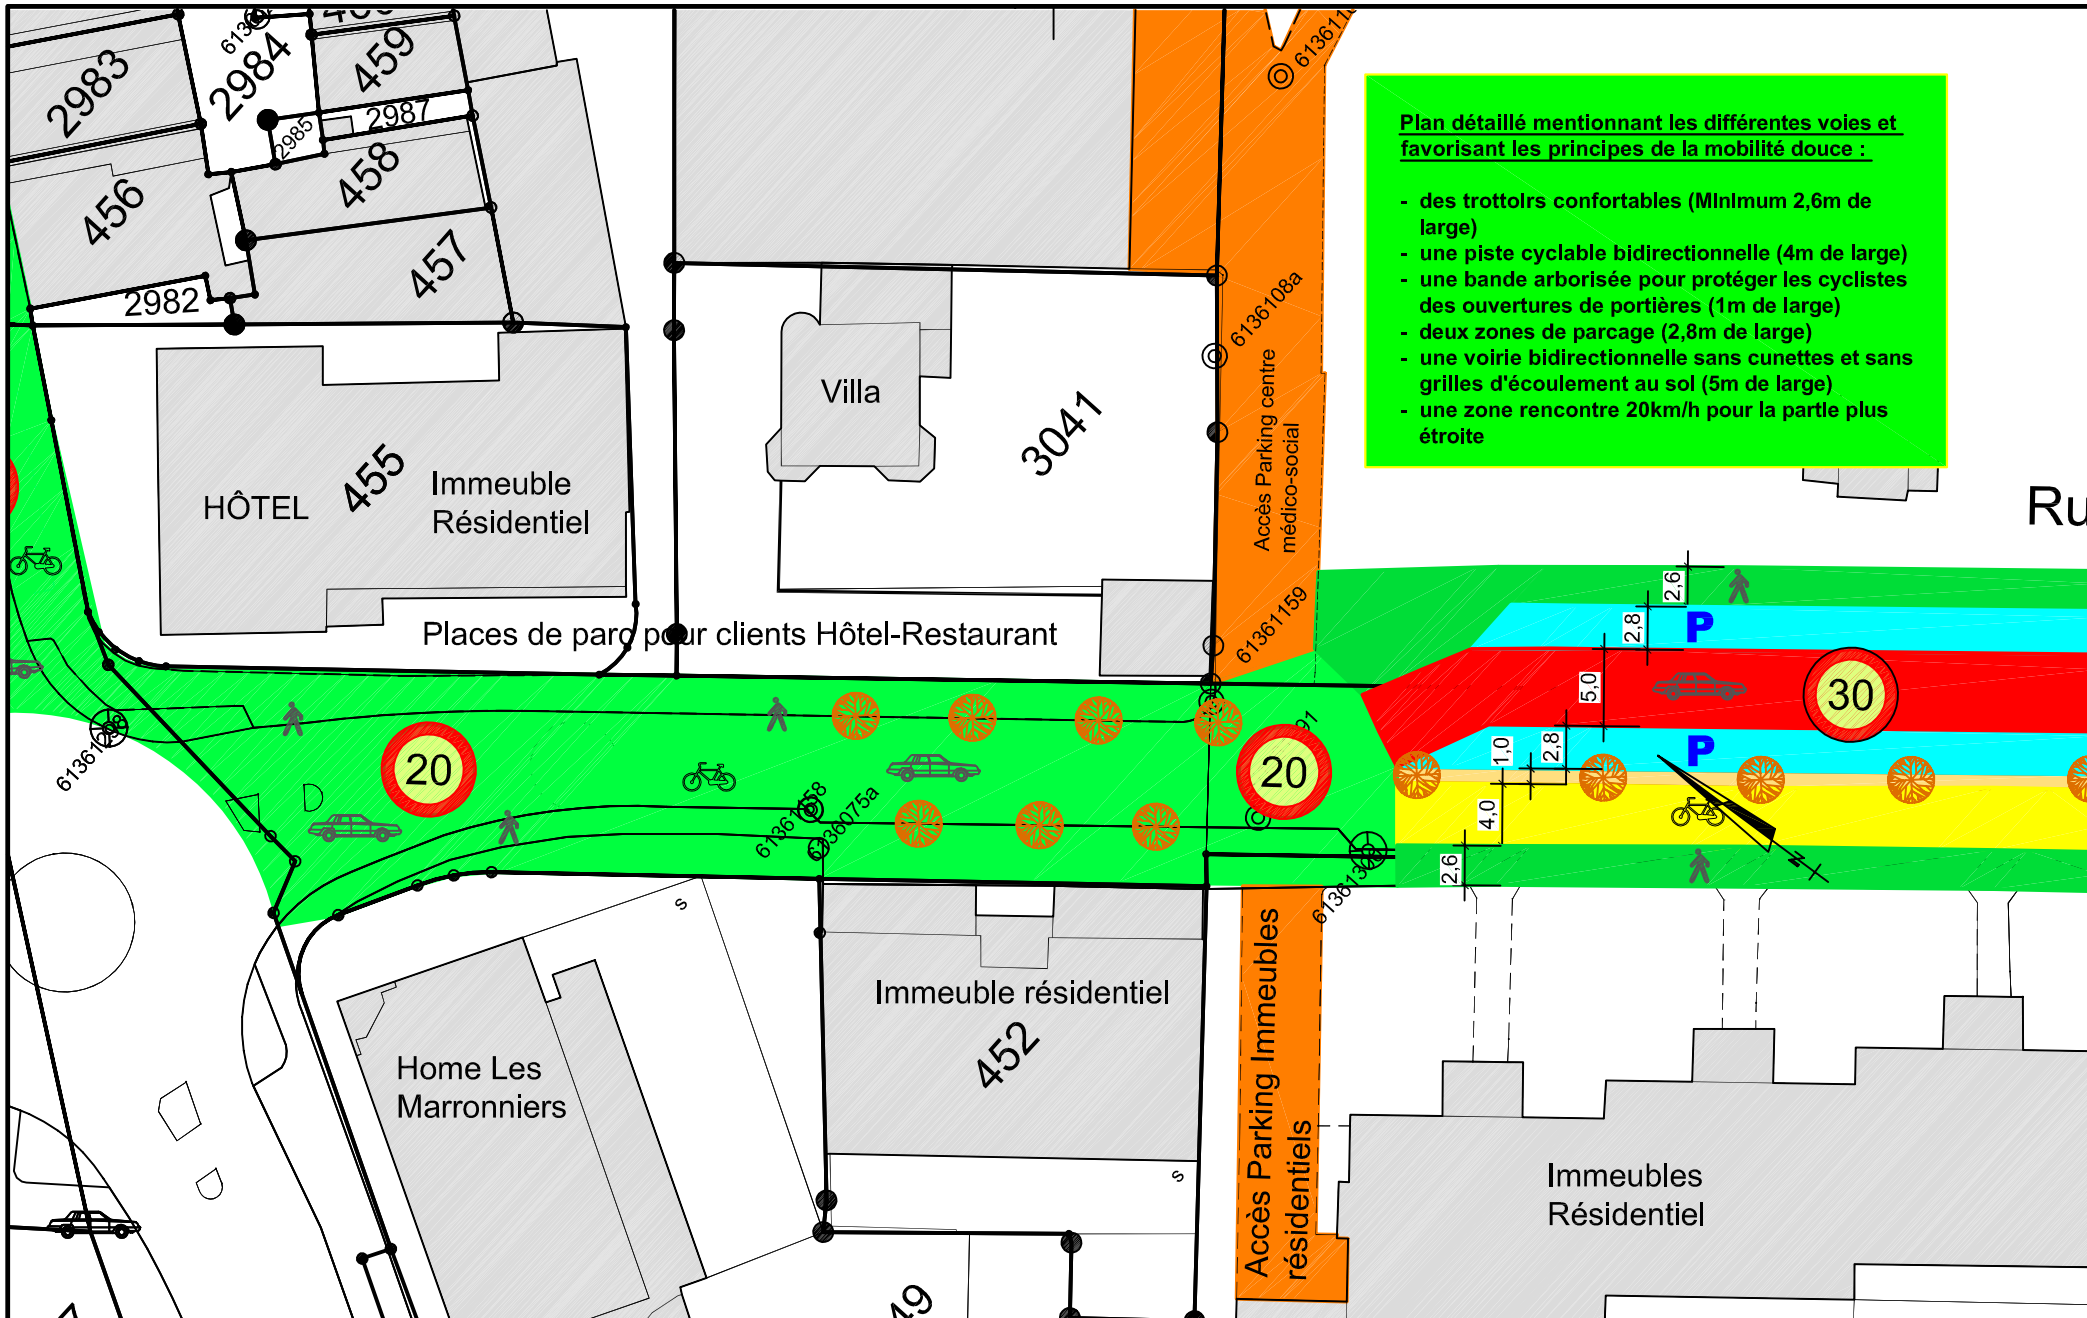 2983
2984
459
2985
2987
456
458
457
2982
613611
Plan détaillé mentionnant les différentes voies et
favorisant les principes de la mobilité douce :
- des trottoIrs confortables (MInImum 2,6m de
large)
- une piste cyclable bidirectionnelle (4m de large)
- une bande arborisée pour protéger les cyclistes
des ouvertures de portières (1m de large)
- deux zones de parcage (2,8m de large)
- une voirie bidirectionnelle sans cunettes et sans
grilles d'écoulement au sol (5m de large)
- une zone rencontre 20km/h pour la partIe plus
étroite
6136108a
Villa
3041
Accès Parking centre
médico-social
HÔTEL
455
Immeuble
Résidentiel
Ru
Places de parc pour clients Hôtel-Restaurant
61361159
2,6
2,8
P
5,0
30
20
20
91
1,0
2,8
P
4,0
2,6
N
61361298
61361158
6136075a
s
Immeuble résidentiel
452
Home Les
Marronniers
Accès Parking Immeubles
résidentiels
s
Immeubles
Résidentiel
49